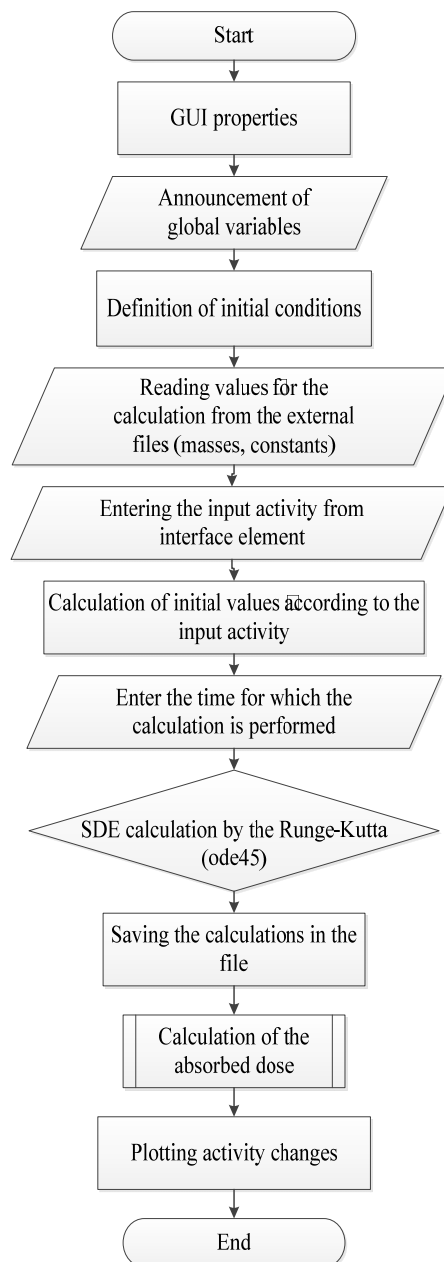 Start
GUI properties
Announcement of
global variables
Definition of initial conditions
Reading values for the
calculation from the external
files (masses, constants)
Entering the input activity from
interface element
Calculation of initial values according to the
input activity
Enter the time for which the
calculation is performed
SDE calculation by the Runge-Kutta
(ode45)
Saving the calculations in the
file
Calculation of the
absorbed dose
Plotting activity changes
End